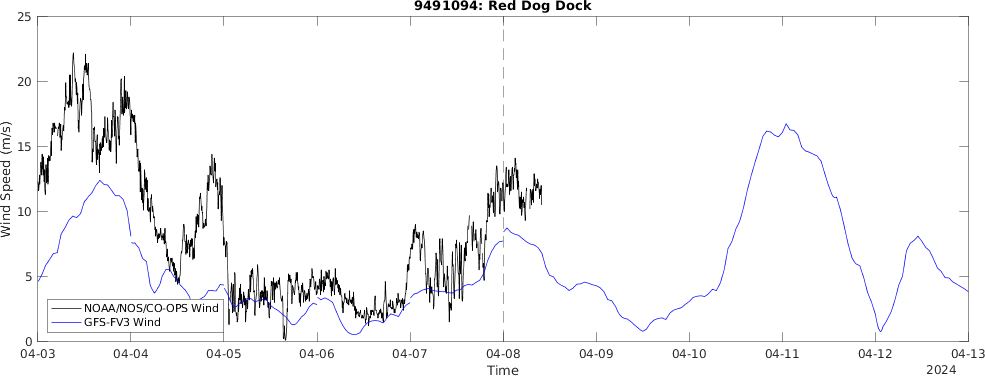 9491094: Red Dog Dock
25
20
15
10
5
0
Wind Speed (m/s)
NOAA/NOS/CO-OPS Wind
GFS-FV3 Wind
04-03 04-04 04-05 04-06 04-07 04-08 04-09 04-10 04-11 04-12 04-13
Time
2024